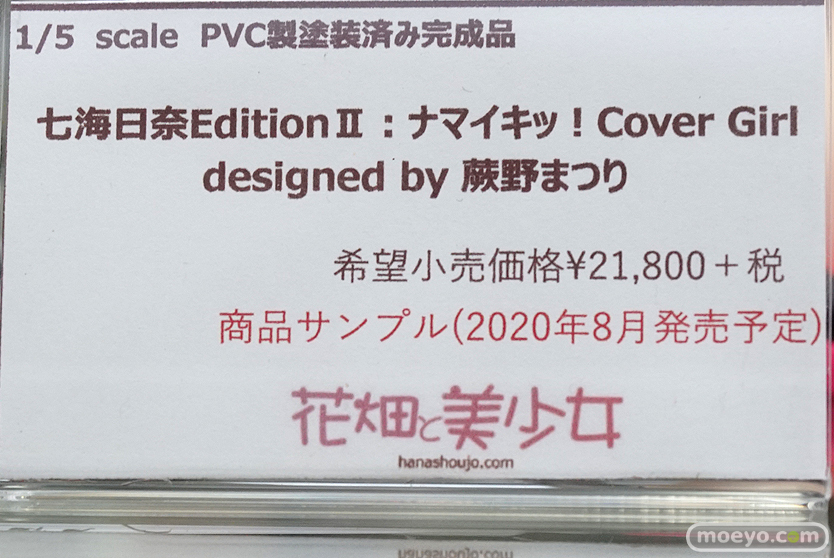 1/5 scale PVC製塗装済み完成品
七海日奈EditionⅡ：ナマイキッ！Cover Girl
designed by 蕨野まつり
希望小売価格¥21,800＋税
商品サンプル(2020年8月発売予定)
花畑と美少女
hanashoujo.com
moeyo.com